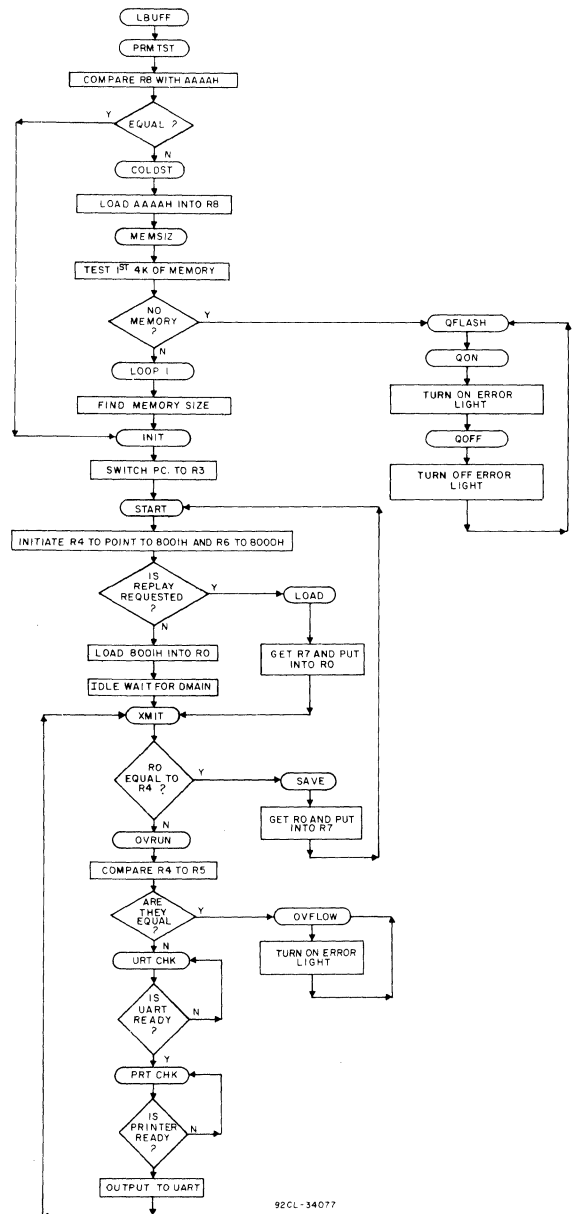 LBUFF
PRMTST
COMPARE R8 WITH AAAAH
EQUAL ?
Y
N
COLDST
LOAD AAAAH INTO R8
MEMSIZ
TEST 1ST 4K OF MEMORY
NO
MEMORY
?
Y
N
QFLASH
QON
TURN ON ERROR
LIGHT
QOFF
TURN OFF ERROR
LIGHT
LOOP 1
FIND MEMORY SIZE
INIT
SWITCH PC. TO R3
START
INITIATE R4 TO POINT TO 8001H AND R6 TO 8000H
IS
REPLAY
REQUESTED
?
Y
N
LOAD
GET R7 AND PUT
INTO R0
LOAD 8001H INTO R0
IDLE WAIT FOR DMAIN
XMIT
R0
EQUAL TO
R4 ?
Y
N
SAVE
GET R0 AND PUT
INTO R7
OVRUN
COMPARE R4 TO R5
ARE
THEY
EQUAL
?
Y
N
OVFLOW
TURN ON ERROR
LIGHT
URT CHK
IS
UART
READY
?
N
Y
PRT CHK
IS
PRINTER
READY
?
N
OUTPUT TO UART
92CL-34077